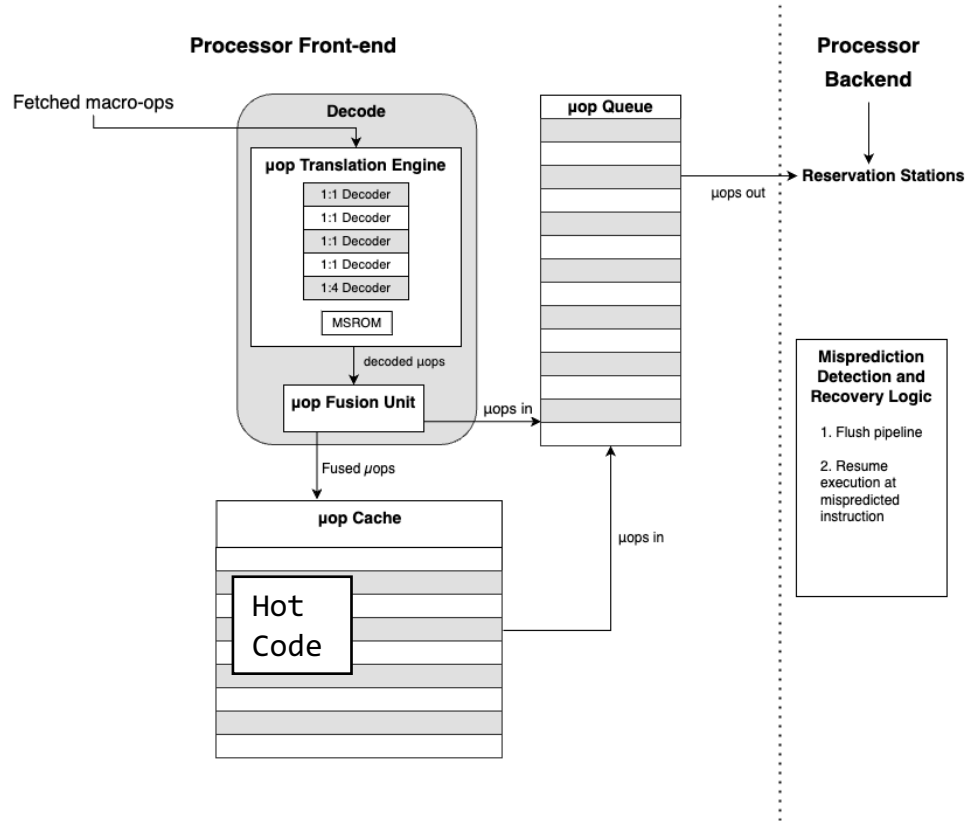 Processor Front-end
Processor
Backend
Fetched macro-ops
Decode
µop Translation Engine
1:1 Decoder
1:1 Decoder
1:1 Decoder
1:1 Decoder
1:4 Decoder
MSROM
decoded µops
µop Fusion Unit
µops in
Fused µops
µop Cache
Hot
Code
µops in
µop Queue
µops out
Reservation Stations
Misprediction
Detection and
Recovery Logic
1. Flush pipeline
2. Resume
execution at
mispredicted
instruction